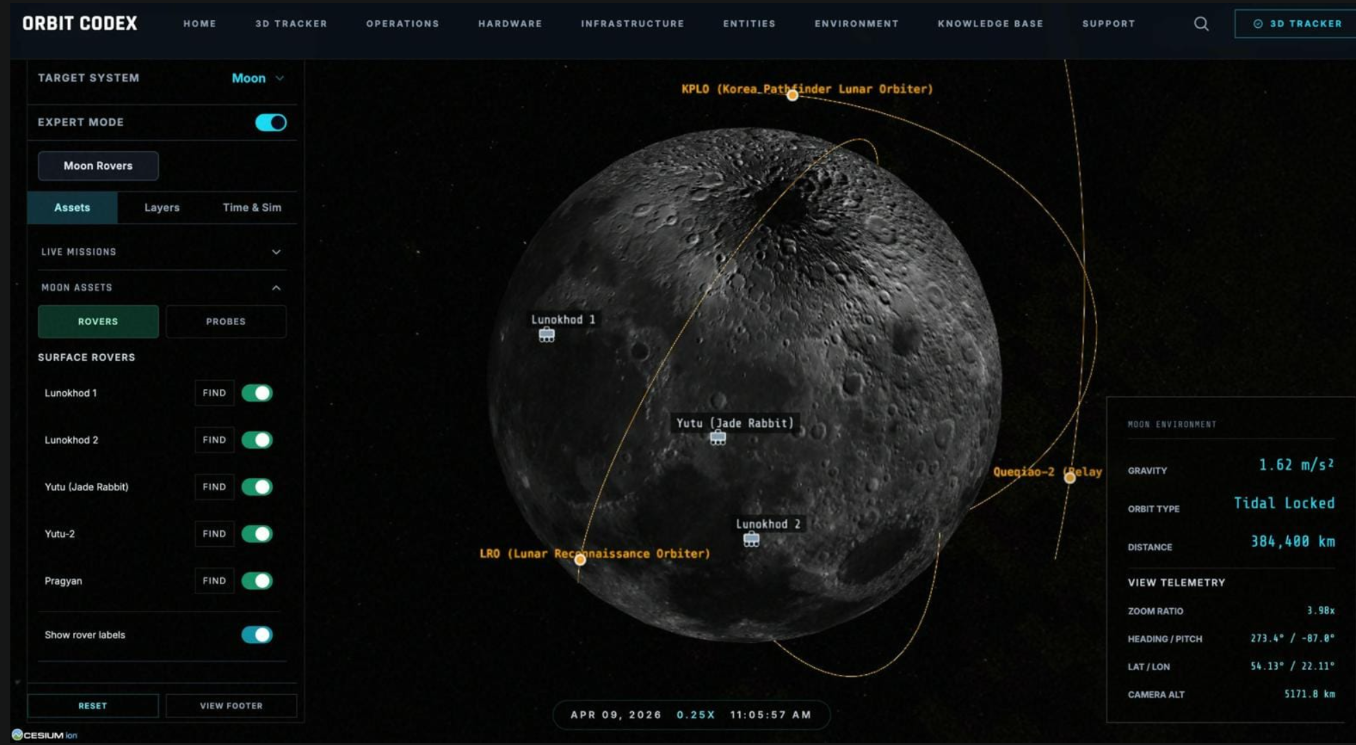 ORBIT CODEX
HOME 3D TRACKER OPERATIONS HARDWARE INFRASTRUCTURE ENTITIES ENVIRONMENT KNOWLEDGE BASE SUPPORT
3D TRACKER
TARGET SYSTEM Moon
EXPERT MODE
Moon Rovers
Assets Layers Time & Sim
LIVE MISSIONS
MOON ASSETS
ROVERS PROBES
SURFACE ROVERS
Lunokhod 1 FIND
Lunokhod 2 FIND
Yutu (Jade Rabbit) FIND
Yutu-2 FIND
Pragyan FIND
Show rover labels
RESET VIEW FOOTER
CESIUM ion
KPLO (Korea Pathfinder Lunar Orbiter)
Lunokhod 1
Yutu (Jade Rabbit)
Queqiao-2 (Relay
Lunokhod 2
LRO (Lunar Reconnaissance Orbiter)
APR 09, 2026 0.25X 11:05:57 AM
MOON ENVIRONMENT
GRAVITY 1.62 m/s²
ORBIT TYPE Tidal Locked
DISTANCE 384,400 km
VIEW TELEMETRY
ZOOM RATIO 3.98x
HEADING / PITCH 273.4° / -87.0°
LAT / LON 54.13° / 22.11°
CAMERA ALT 5171.8 km